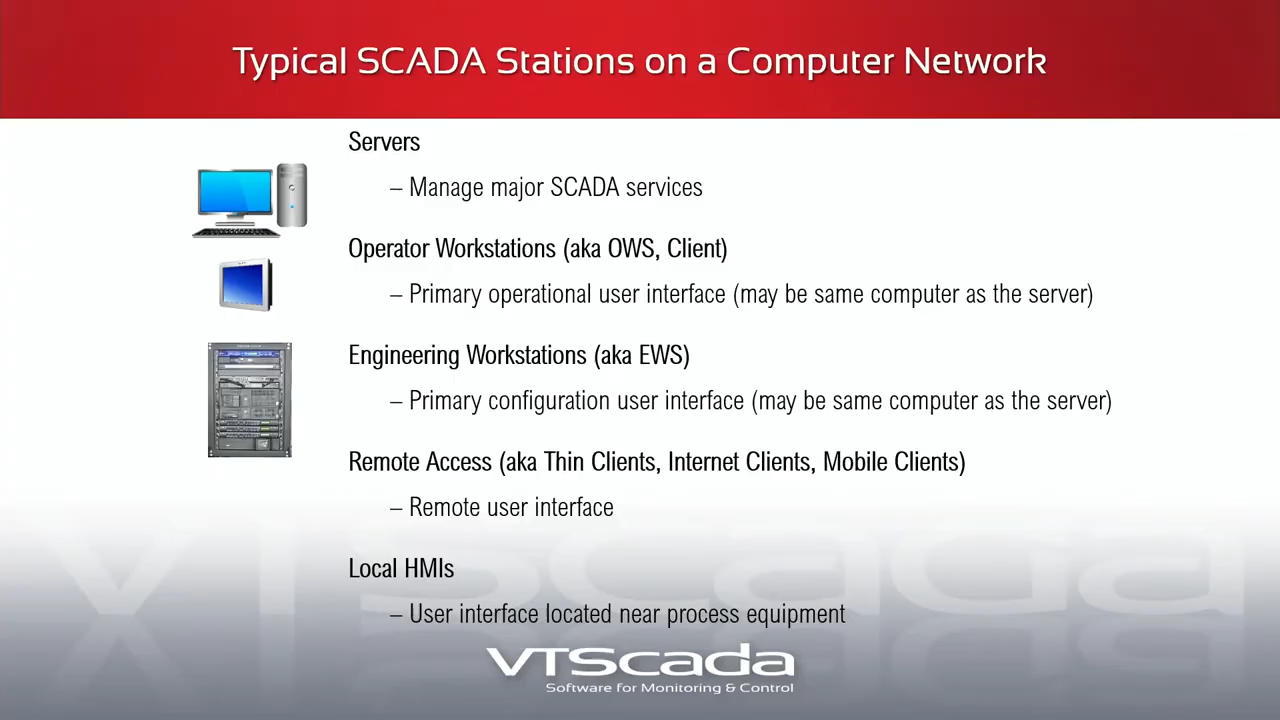 Typical SCADA Stations on a Computer Network
Servers
– Manage major SCADA services
Operator Workstations (aka OWS, Client)
– Primary operational user interface (may be same computer as the server)
Engineering Workstations (aka EWS)
– Primary configuration user interface (may be same computer as the server)
Remote Access (aka Thin Clients, Internet Clients, Mobile Clients)
– Remote user interface
Local HMIs
– User interface located near process equipment
VTScada
VTScada
Software for Monitoring & Control